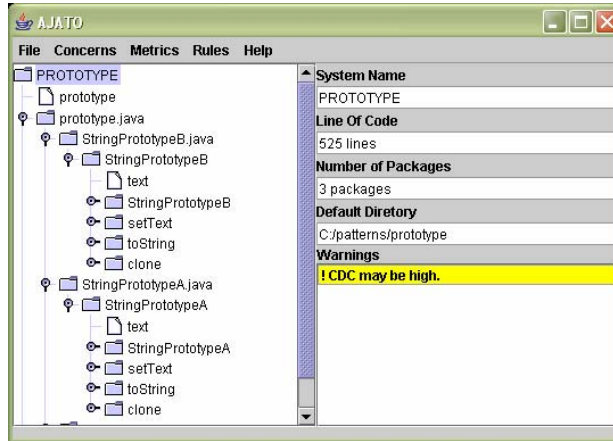 AJATO
File Concerns Metrics Rules Help
PROTOTYPE
prototype
prototype.java
StringPrototypeB.java
StringPrototypeB
text
StringPrototypeB
setText
toString
clone
StringPrototypeA.java
StringPrototypeA
text
StringPrototypeA
setText
toString
clone
System Name
PROTOTYPE
Line Of Code
525 lines
Number of Packages
3 packages
Default Diretory
C:/patterns/prototype
Warnings
! CDC may be high.